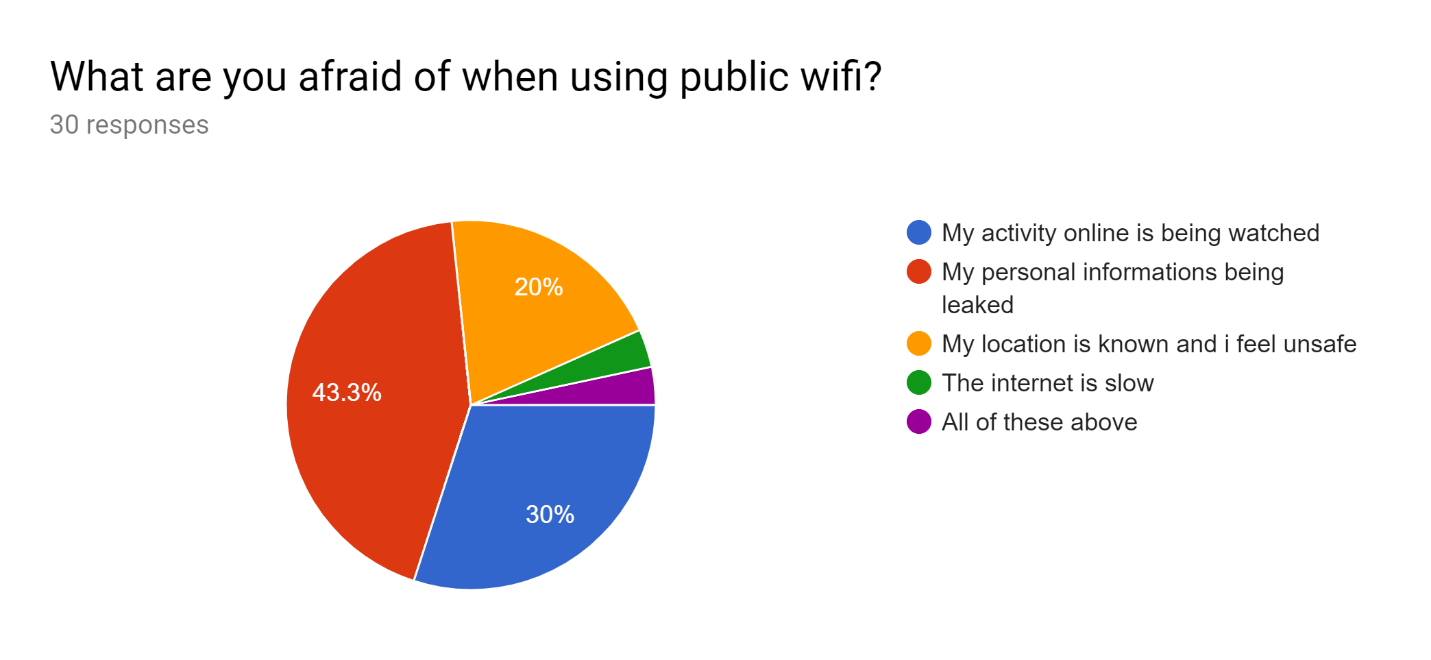 What are you afraid of when using public wifi?
30 responses
20%
43.3%
30%
My activity online is being watched
My personal informations being
leaked
My location is known and i feel unsafe
The internet is slow
All of these above